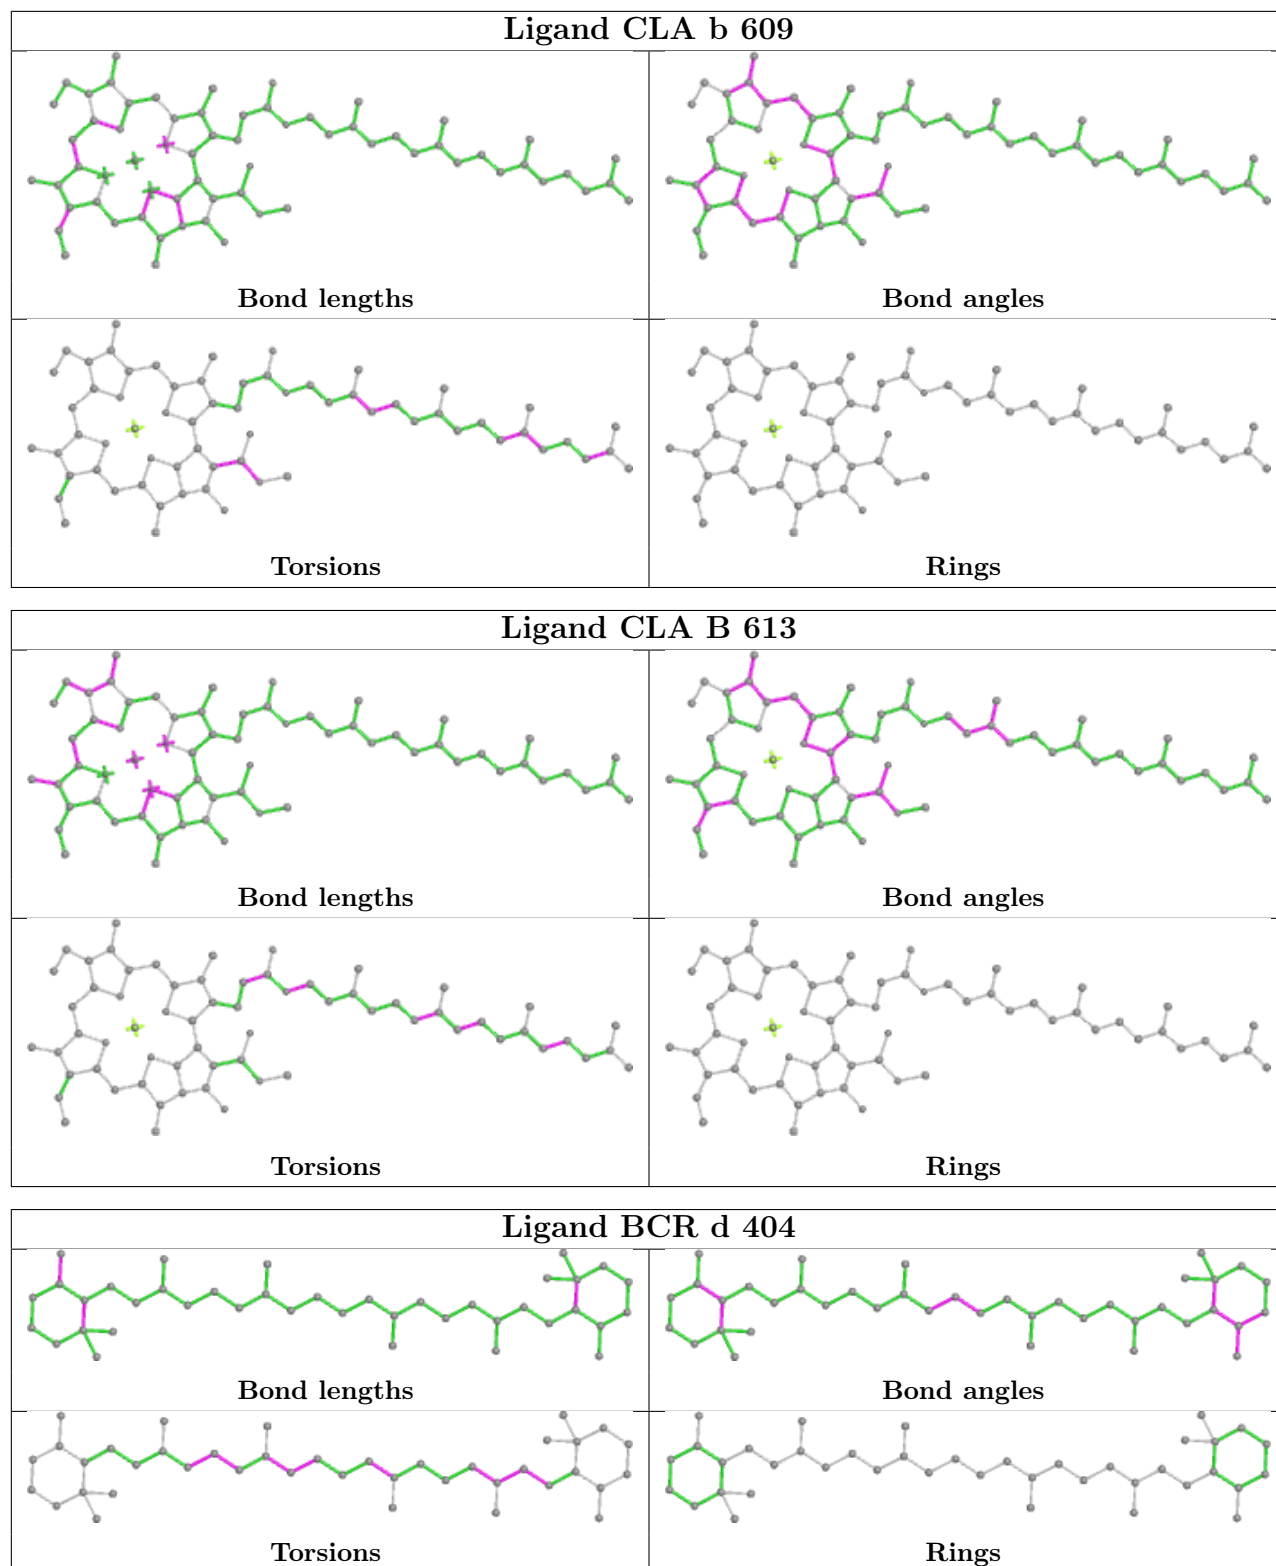 Ligand CLA b 609
Bond lengths
Bond angles
Torsions
Rings
Ligand CLA B 613
Bond lengths
Bond angles
Torsions
Rings
Ligand BCR d 404
Bond lengths
Bond angles
Torsions
Rings